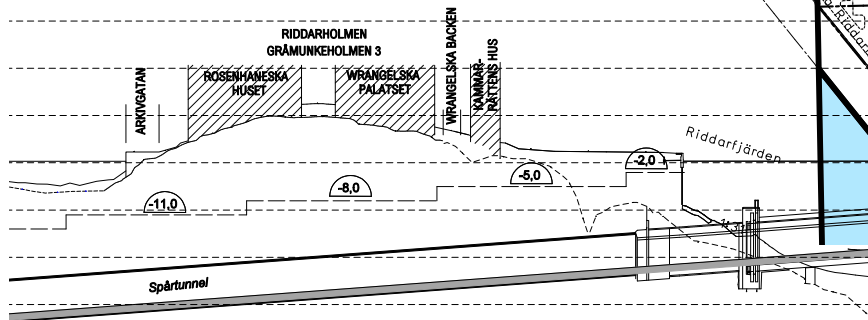 RIDDARHOLMEN
GRÅMUNKEHOLMEN 3
ARKIVGATAN
ROSENHANESKA
HUSET
WRANGELSKA
PALATSET
WRANGELSKA BACKEN
KAMMAR-
RÄTTENS HUS
Riddarfjärden
-11,0
-8,0
-5,0
-2,0
Spårtunnel